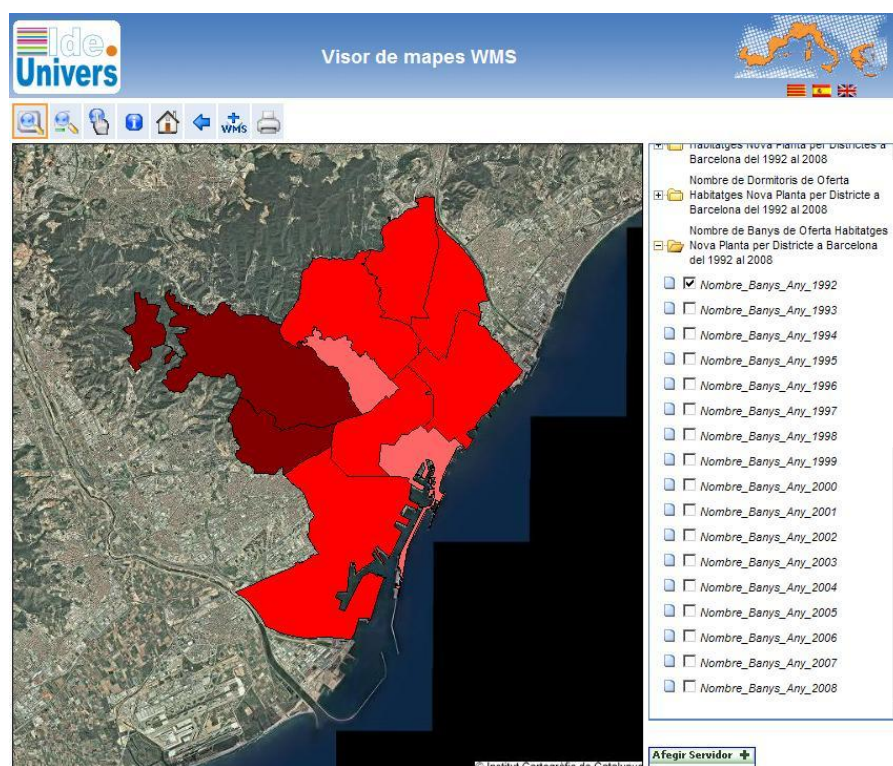 Ide.
Univers
Visor de mapes WMS
WMS
Habitatges Nova Planta per Districtes a
Barcelona del 1992 al 2008
Nombre de Dormitoris de Oferta
Habitatges Nova Planta per Districte a
Barcelona del 1992 al 2008
Nombre de Banys de Oferta Habitatges
Nova Planta per Districte a Barcelona
del 1992 al 2008
Nombre_Banys_Any_1992
Nombre_Banys_Any_1993
Nombre_Banys_Any_1994
Nombre_Banys_Any_1995
Nombre_Banys_Any_1996
Nombre_Banys_Any_1997
Nombre_Banys_Any_1998
Nombre_Banys_Any_1999
Nombre_Banys_Any_2000
Nombre_Banys_Any_2001
Nombre_Banys_Any_2002
Nombre_Banys_Any_2003
Nombre_Banys_Any_2004
Nombre_Banys_Any_2005
Nombre_Banys_Any_2006
Nombre_Banys_Any_2007
Nombre_Banys_Any_2008
© Institut Cartogràfic de Catalunya
Afegir Servidor